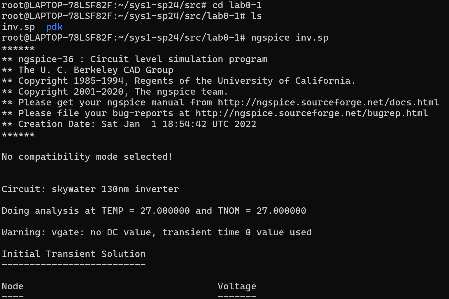 root@LAPTOP-78LSF82F:~/sys1-sp24/src# cd lab0-1
root@LAPTOP-78LSF82F:~/sys1-sp24/src/lab0-1# ls
inv.sp  pdk
root@LAPTOP-78LSF82F:~/sys1-sp24/src/lab0-1# ngspice inv.sp
******
** ngspice-36 : Circuit level simulation program
** The U. C. Berkeley CAD Group
** Copyright 1985-1994, Regents of the University of California.
** Copyright 2001-2020, The ngspice team.
** Please get your ngspice manual from http://ngspice.sourceforge.net/docs.html
** Please file your bug-reports at http://ngspice.sourceforge.net/bugrep.html
** Creation Date: Sat Jan  1 18:54:42 UTC 2022
******
No compatibility mode selected!
Circuit: skywater 130nm inverter
Doing analysis at TEMP = 27.000000 and TNOM = 27.000000
Warning: vgate: no DC value, transient time 0 value used
Initial Transient Solution
--------------------------
Node                                   Voltage
----                                   -------